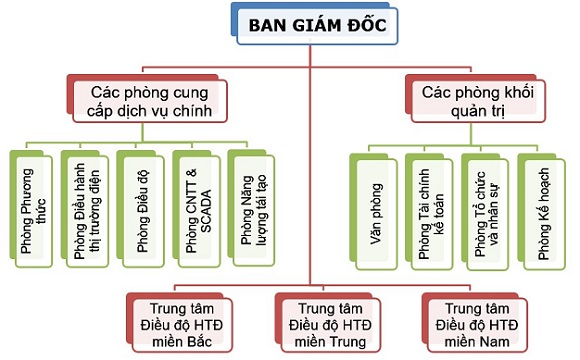 BAN GIÁM ĐỐC
Các phòng cung
cấp dịch vụ chính
Các phòng khối
quản trị
Phòng Phương
thức
Phòng Điều hành
thị trường điện
Phòng Điều độ
Phòng CNTT &
SCADA
Phòng Năng
lượng tái tạo
Văn phòng
Phòng Tài chính
kế toán
Phòng Tổ chức
và nhân sự
Phòng Kế hoạch
Trung tâm
Điều độ HTĐ
miền Bắc
Trung tâm
Điều độ HTĐ
miền Trung
Trung tâm
Điều độ HTĐ
miền Nam